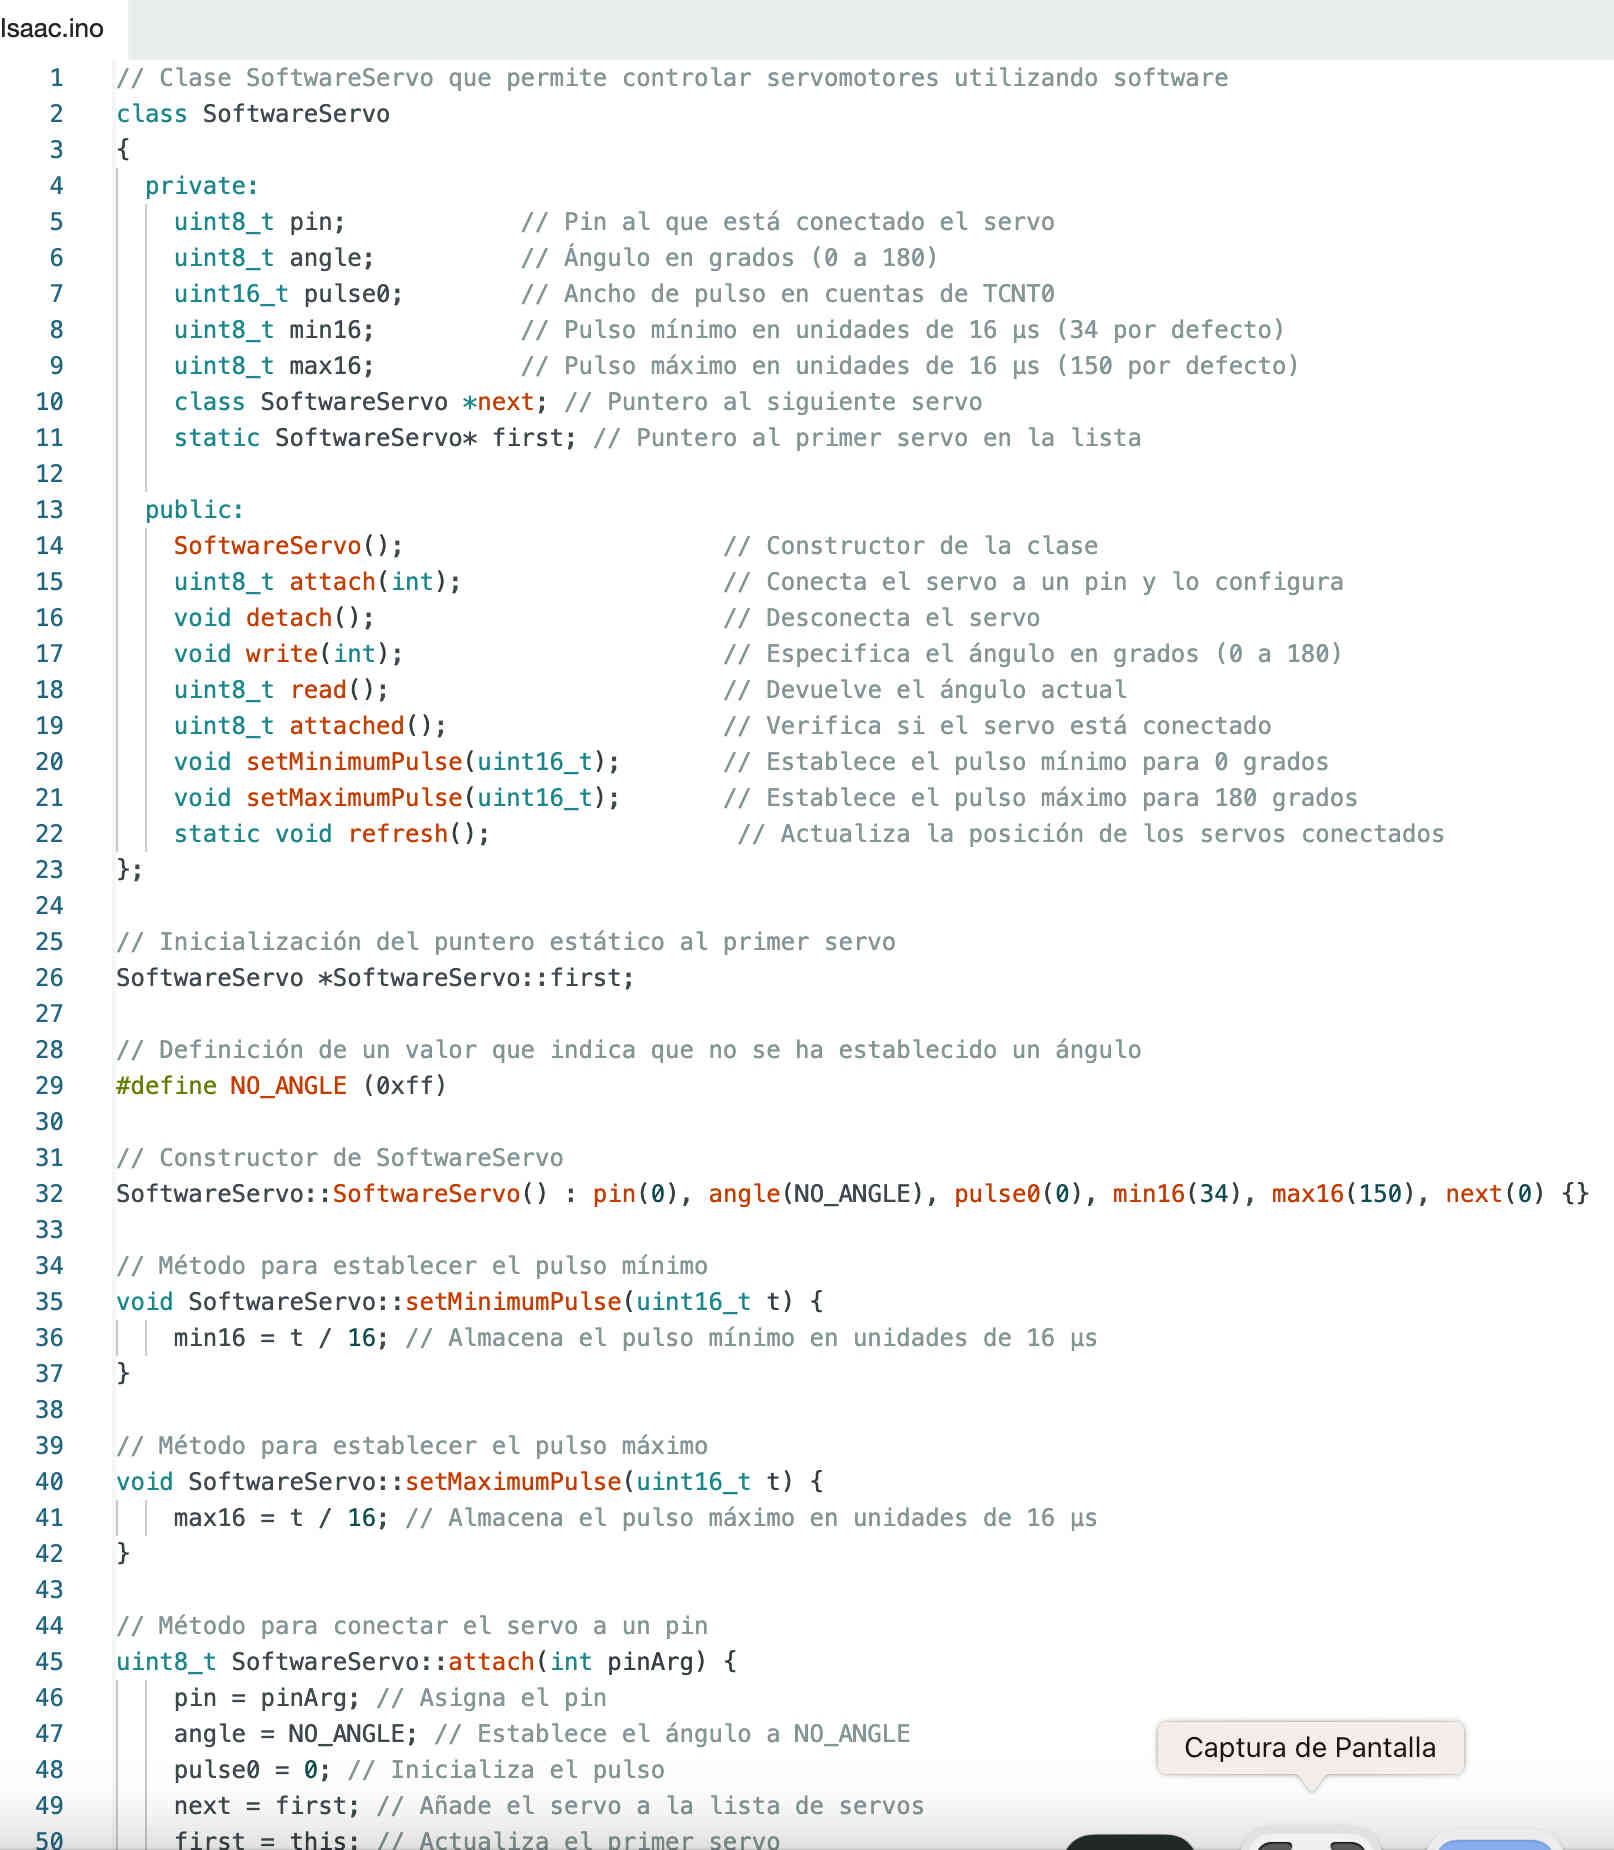 Isaac.ino
1 // Clase SoftwareServo que permite controlar servomotores utilizando software
2 class SoftwareServo
3 {
4 private:
5 uint8_t pin; // Pin al que está conectado el servo
6 uint8_t angle; // Ángulo en grados (0 a 180)
7 uint16_t pulse0; // Ancho de pulso en cuentas de TCNT0
8 uint8_t min16; // Pulso mínimo en unidades de 16 µs (34 por defecto)
9 uint8_t max16; // Pulso máximo en unidades de 16 µs (150 por defecto)
10 class SoftwareServo *next; // Puntero al siguiente servo
11 static SoftwareServo* first; // Puntero al primer servo en la lista
12
13 public:
14 SoftwareServo(); // Constructor de la clase
15 uint8_t attach(int); // Conecta el servo a un pin y lo configura
16 void detach(); // Desconecta el servo
17 void write(int); // Especifica el ángulo en grados (0 a 180)
18 uint8_t read(); // Devuelve el ángulo actual
19 uint8_t attached(); // Verifica si el servo está conectado
20 void setMinimumPulse(uint16_t); // Establece el pulso mínimo para 0 grados
21 void setMaximumPulse(uint16_t); // Establece el pulso máximo para 180 grados
22 static void refresh(); // Actualiza la posición de los servos conectados
23 };
24
25 // Inicialización del puntero estático al primer servo
26 SoftwareServo *SoftwareServo::first;
27
28 // Definición de un valor que indica que no se ha establecido un ángulo
29 #define NO_ANGLE (0xff)
30
31 // Constructor de SoftwareServo
32 SoftwareServo::SoftwareServo() : pin(0), angle(NO_ANGLE), pulse0(0), min16(34), max16(150), next(0) {}
33
34 // Método para establecer el pulso mínimo
35 void SoftwareServo::setMinimumPulse(uint16_t t) {
36 min16 = t / 16; // Almacena el pulso mínimo en unidades de 16 µs
37 }
38
39 // Método para establecer el pulso máximo
40 void SoftwareServo::setMaximumPulse(uint16_t t) {
41 max16 = t / 16; // Almacena el pulso máximo en unidades de 16 µs
42 }
43
44 // Método para conectar el servo a un pin
45 uint8_t SoftwareServo::attach(int pinArg) {
46 pin = pinArg; // Asigna el pin
47 angle = NO_ANGLE; // Establece el ángulo a NO_ANGLE
48 pulse0 = 0; // Inicializa el pulso
49 next = first; // Añade el servo a la lista de servos
50 first = this; // Actualiza el primer servo
Captura de Pantalla